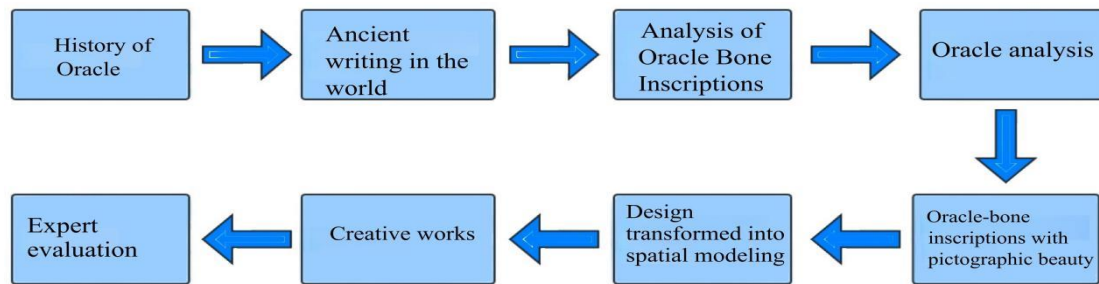 History of
Oracle
Ancient
writing in the
world
Analysis of
Oracle Bone
Inscriptions
Oracle analysis
Oracle-bone
inscriptions with
pictographic beauty
Design
transformed into
spatial modeling
Creative works
Expert
evaluation